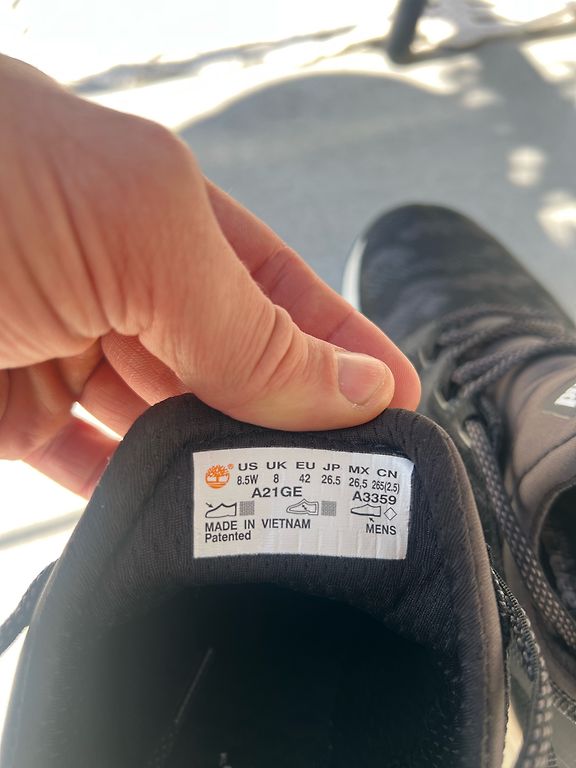 ® US UK EU JP MX CN
8.5W 8 42 26.5 26,5 265(2.5)
A21GE A3359
MADE IN VIETNAM
Patented MENS